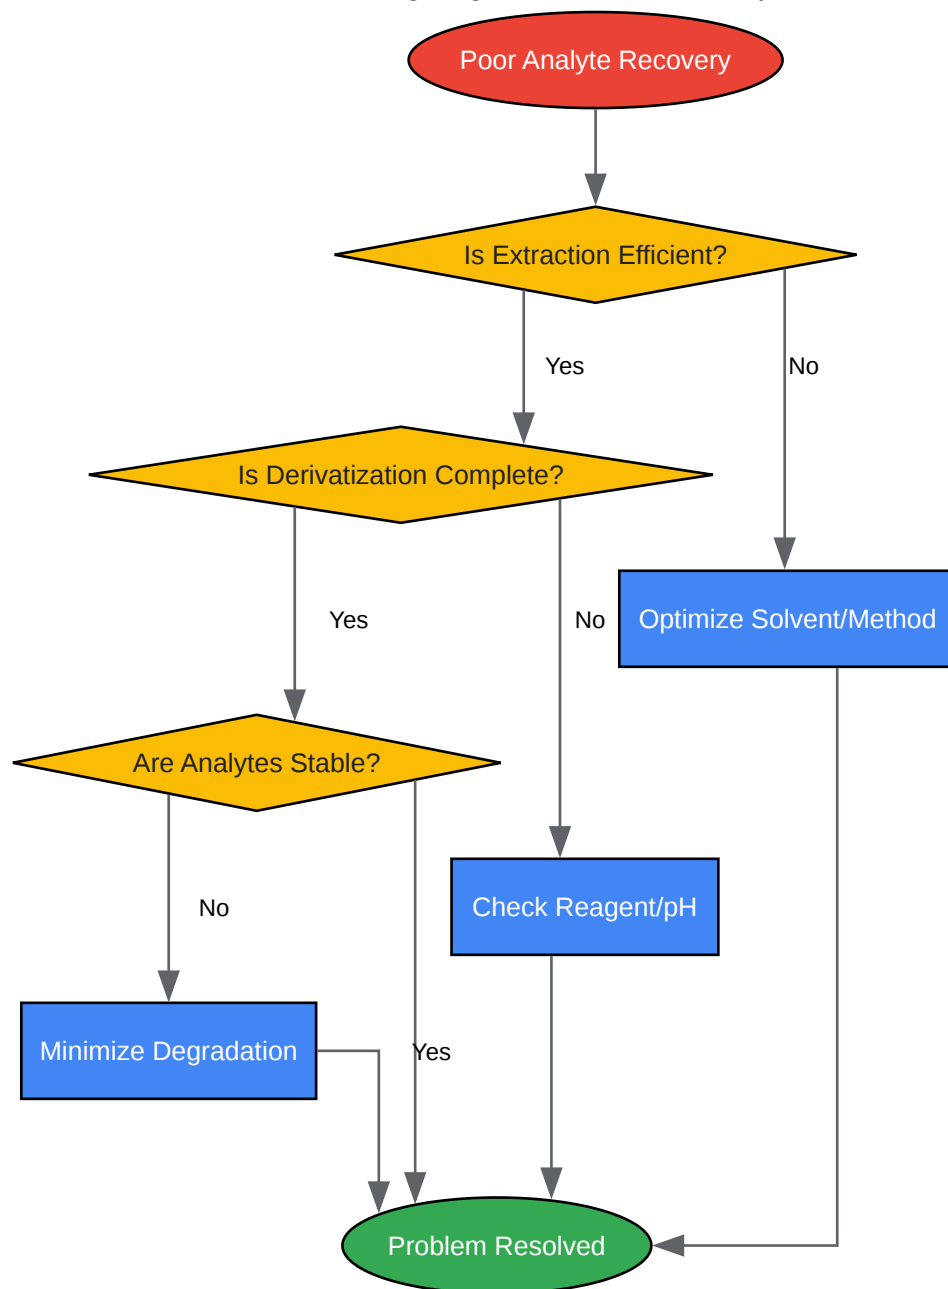 Poor Analyte Recovery
Is Extraction Efficient?
Yes
No
Is Derivatization Complete?
Yes
No
Optimize Solvent/Method
Are Analytes Stable?
No
Check Reagent/pH
Minimize Degradation
Yes
Problem Resolved